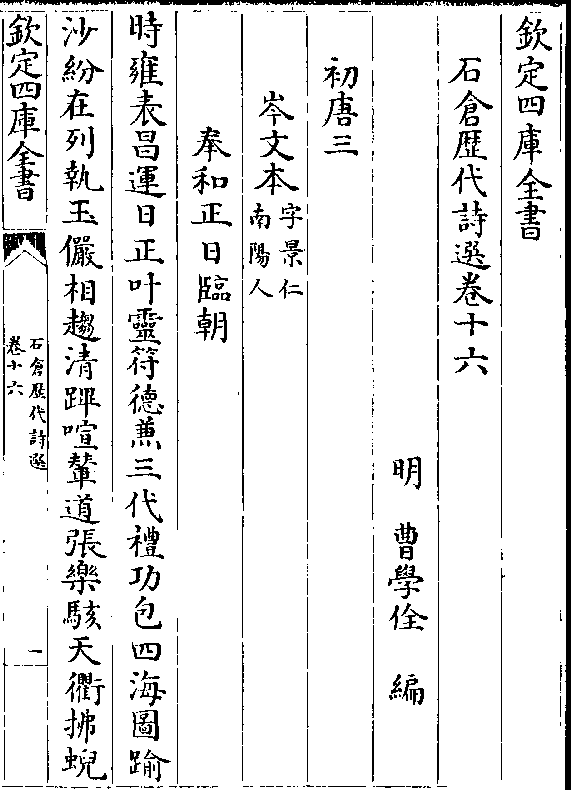 欽定四庫全書
石倉歴代詩選卷十六
明 曹學佺 編
初唐三
岑文本字景仁
南陽人
奉和正日臨朝
時雍表昌運日正叶靈符德兼三代禮功包四海圖踰
沙紛在列執玉儼相趨清蹕喧輦道張樂駭天衢拂蜺
欽定四庫全書
石倉歴代詩選
卷十六
一